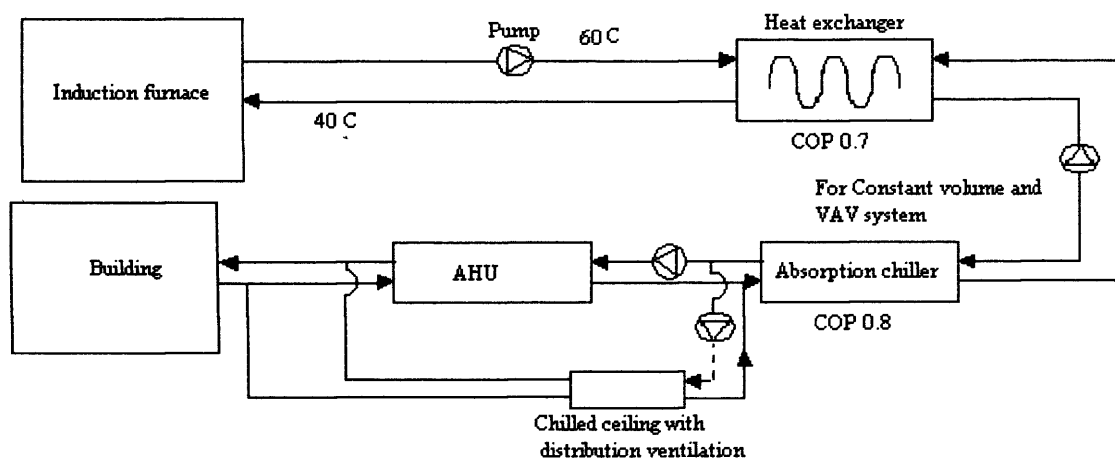 Pump
60 C
Heat exchanger
Induction furnace
40 C
COP 0.7
For Constant volume and
VAV system
Building
AHU
Absorption chiller
COP 0.8
Chilled ceiling with
distribution ventilation